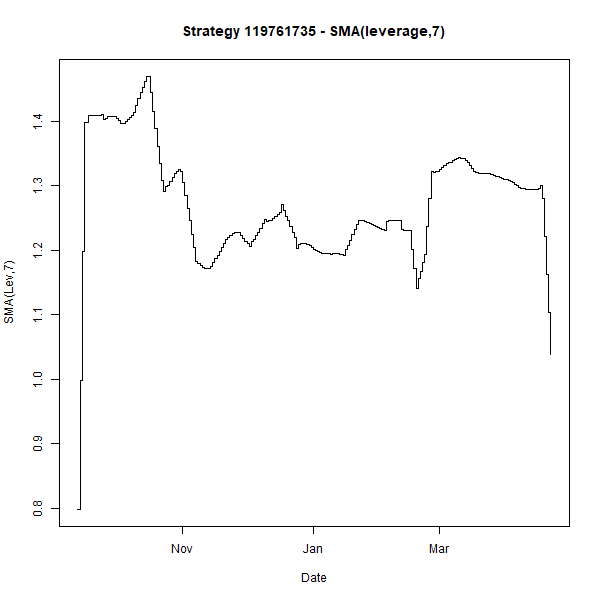 Strategy 119761735 - SMA(leverage,7)
SMA(Lev,7)
1.4
1.3
1.2
1.1
1.0
0.9
0.8
Nov Jan Mar
Date